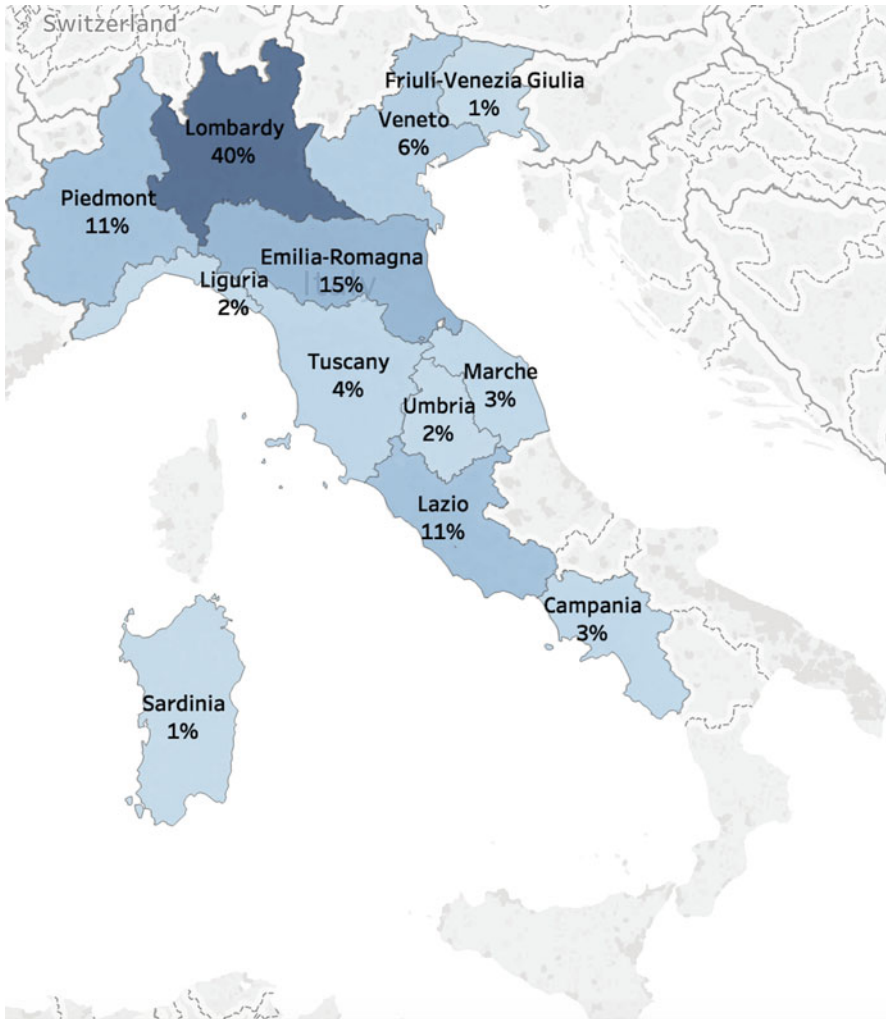 Switzerland
Friuli-Venezia Giulia
1%
Lombardy
40%
Veneto
6%
Piedmont
11%
Emilia-Romagna
15%
Italy
Liguria
2%
Tuscany
4%
Marche
3%
Umbria
2%
Lazio
11%
Campania
3%
Sardinia
1%